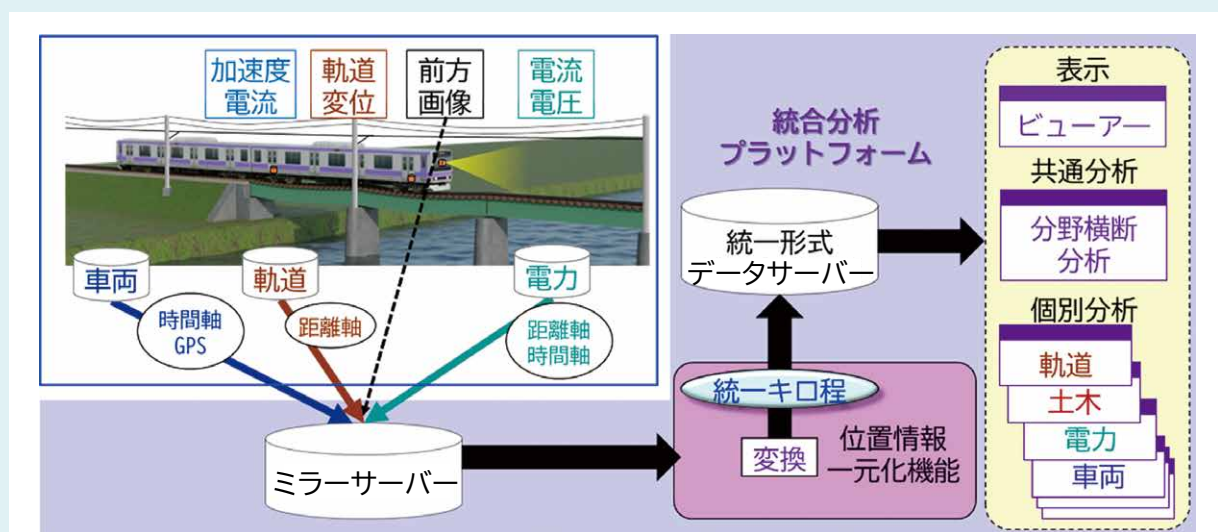 加速度
電流
軌道
変位
前方
画像
電流
電圧
車両
軌道
電力
時間軸
GPS
距離軸
距離軸
時間軸
ミラーサーバー
統合分析
プラットフォーム
統一形式
データサーバー
統一キロ程
変換
位置情報
一元化機能
表示
ビューアー
共通分析
分野横断
分析
個別分析
軌道
土木
電力
車両